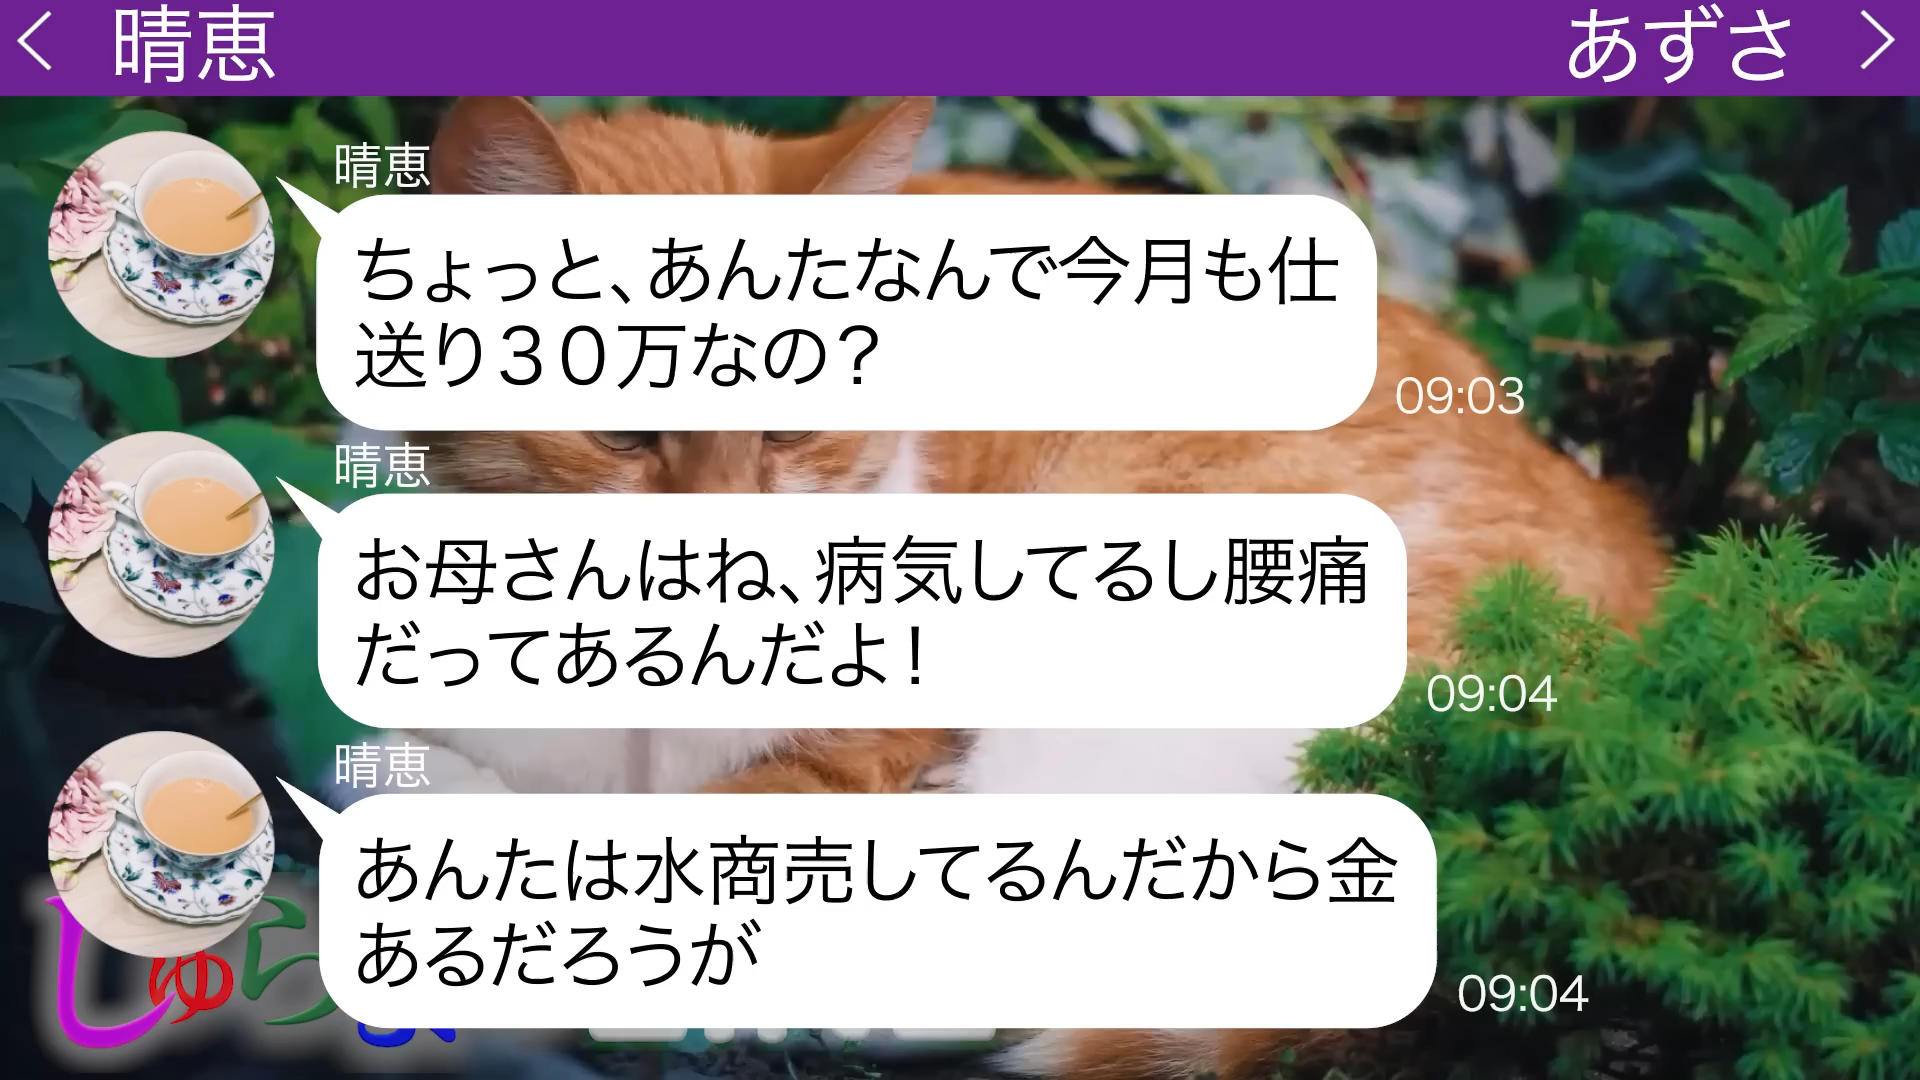 晴恵
あずさ
晴恵
ちょっと、あんたなんで今月も仕
送り３０万なの？
09:03
晴恵
お母さんはね、病気してるし腰痛
だってあるんだよ！
09:04
晴恵
あんたは水商売してるんだから金
あるだろうが
09:04
しゅら